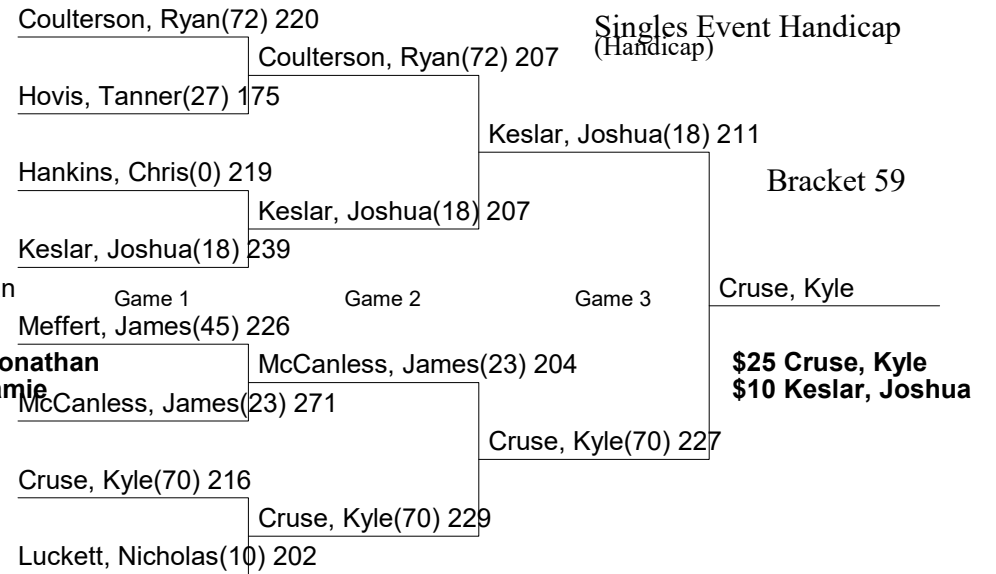 Coulterson, Ryan(72) 220
Singles Event Handicap
(Handicap)
Coulterson, Ryan(72) 207
Hovis, Tanner(27) 175
Keslar, Joshua(18) 211
Hankins, Chris(0) 219
Bracket 59
Keslar, Joshua(18) 207
Keslar, Joshua(18) 239
n
Game 1
Game 2
Game 3
Cruse, Kyle
Meffert, James(45) 226
onathan
McCanless, James(23) 204
$25 Cruse, Kyle
amie
$10 Keslar, Joshua
McCanless, James(23) 271
Cruse, Kyle(70) 227
Cruse, Kyle(70) 216
Cruse, Kyle(70) 229
Luckett, Nicholas(10) 202